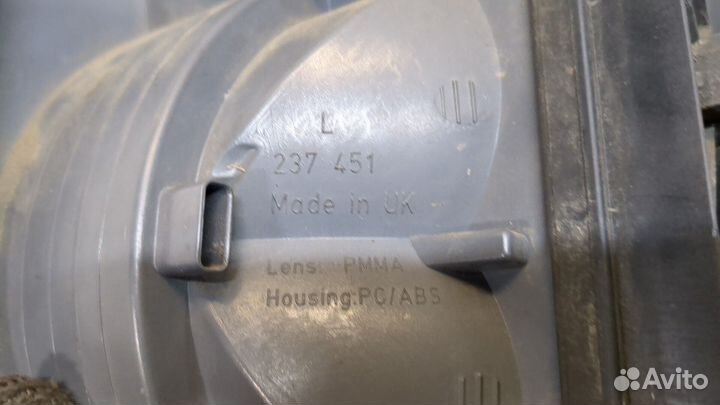 L
237 451
Made in UK
Lens: PMMA
Housing:PC/ABS
Avito